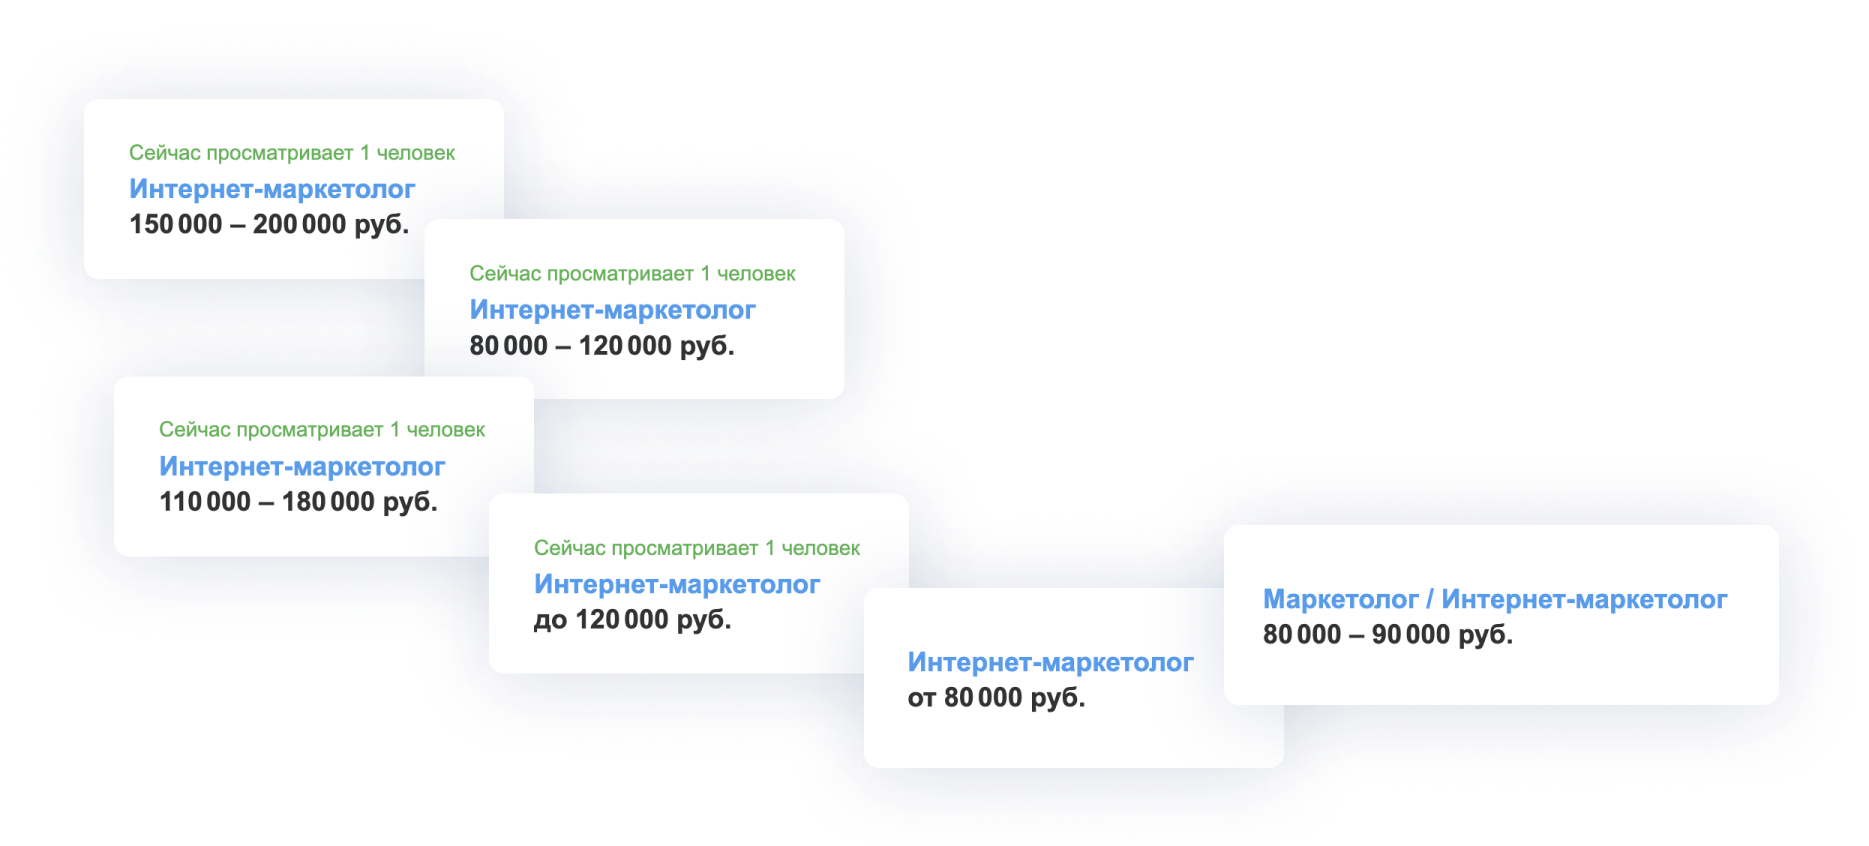 Сейчас просматривает 1 человек
Интернет-маркетолог
150 000 – 200 000 руб.
Сейчас просматривает 1 человек
Интернет-маркетолог
80 000 – 120 000 руб.
Сейчас просматривает 1 человек
Интернет-маркетолог
110 000 – 180 000 руб.
Сейчас просматривает 1 человек
Интернет-маркетолог
до 120 000 руб.
Интернет-маркетолог
от 80 000 руб.
Маркетолог / Интернет-маркетолог
80 000 – 90 000 руб.